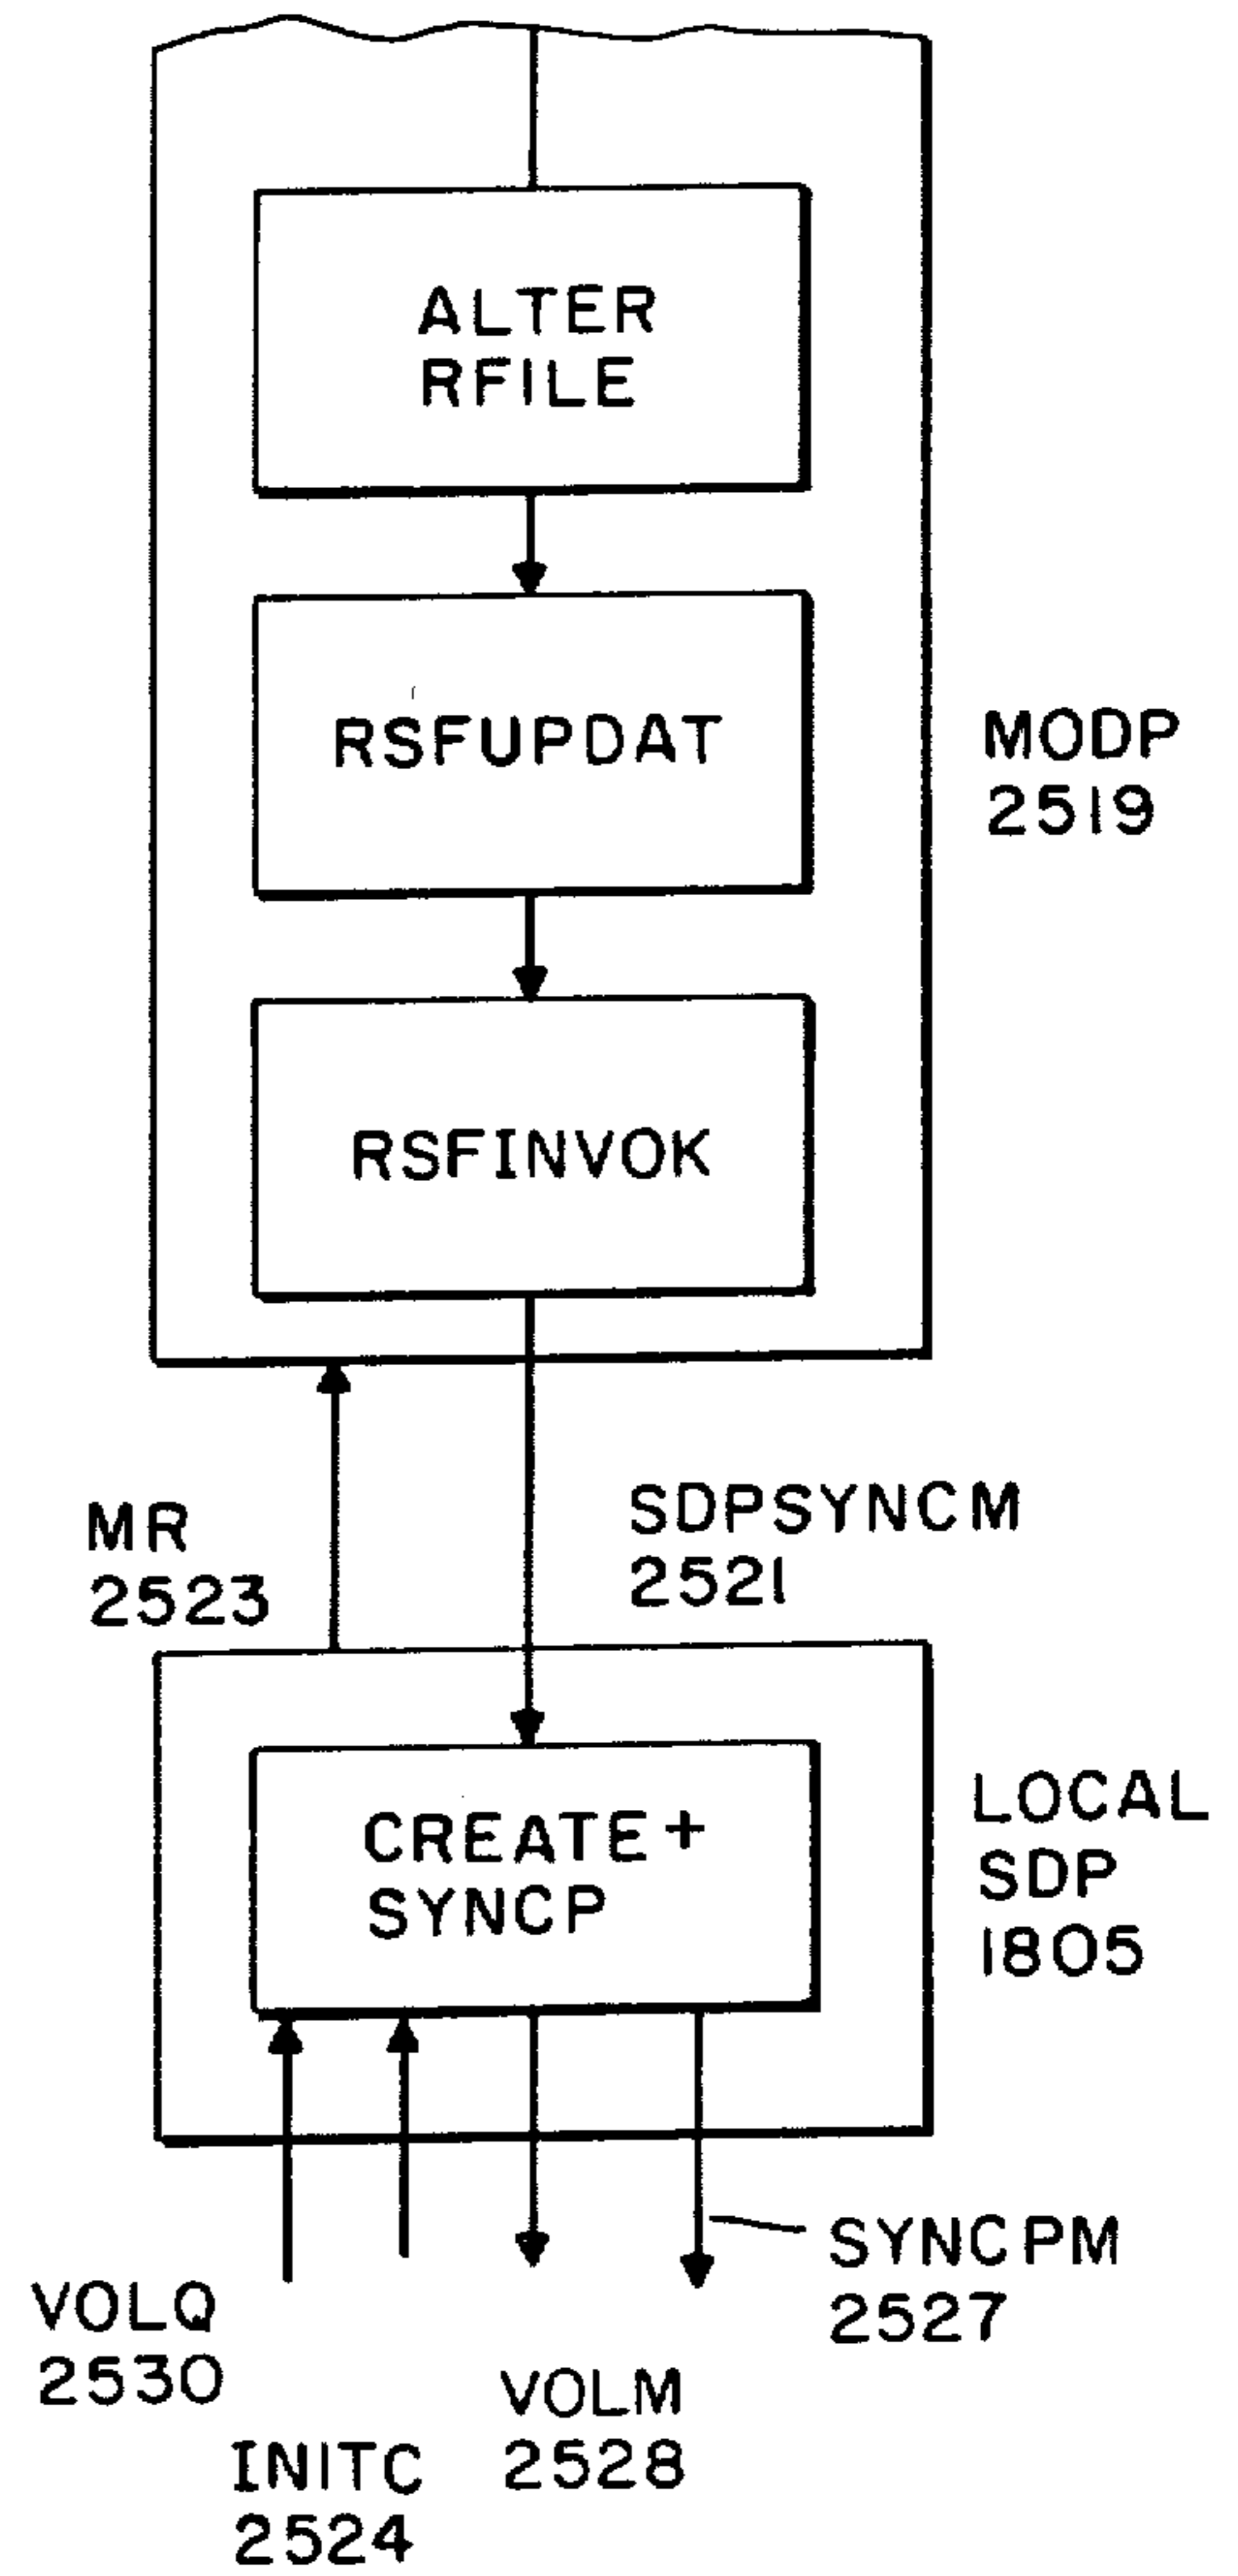 ALTER
RFILE
RSFUPDAT
MODP
2519
RSFINVOK
MR
2523
SDPSYNCM
2521
CREATE+
SYNCP
LOCAL
SDP
1805
SYNCPM
2527
VOLQ
2530
VOLM
2528
INITC
2524